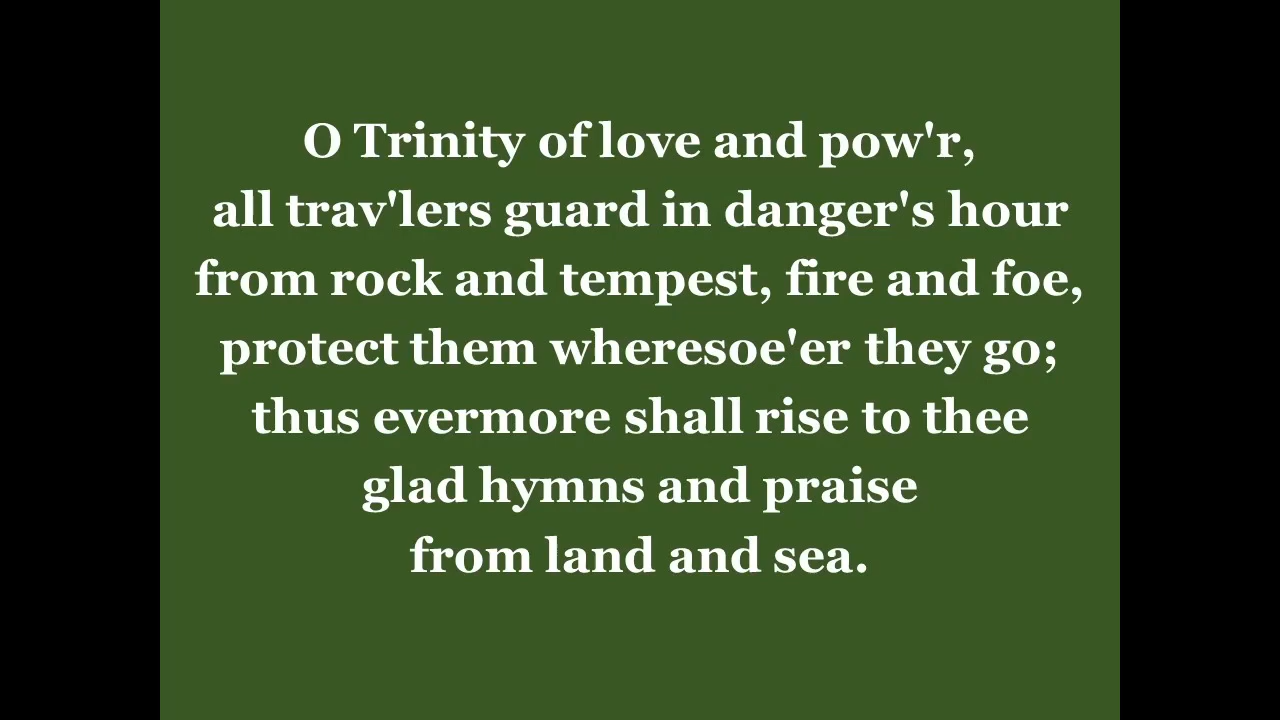 O Trinity of love and pow'r,
all trav'lers guard in danger's hour
from rock and tempest, fire and foe,
protect them wheresoe'er they go;
thus evermore shall rise to thee
glad hymns and praise
from land and sea.